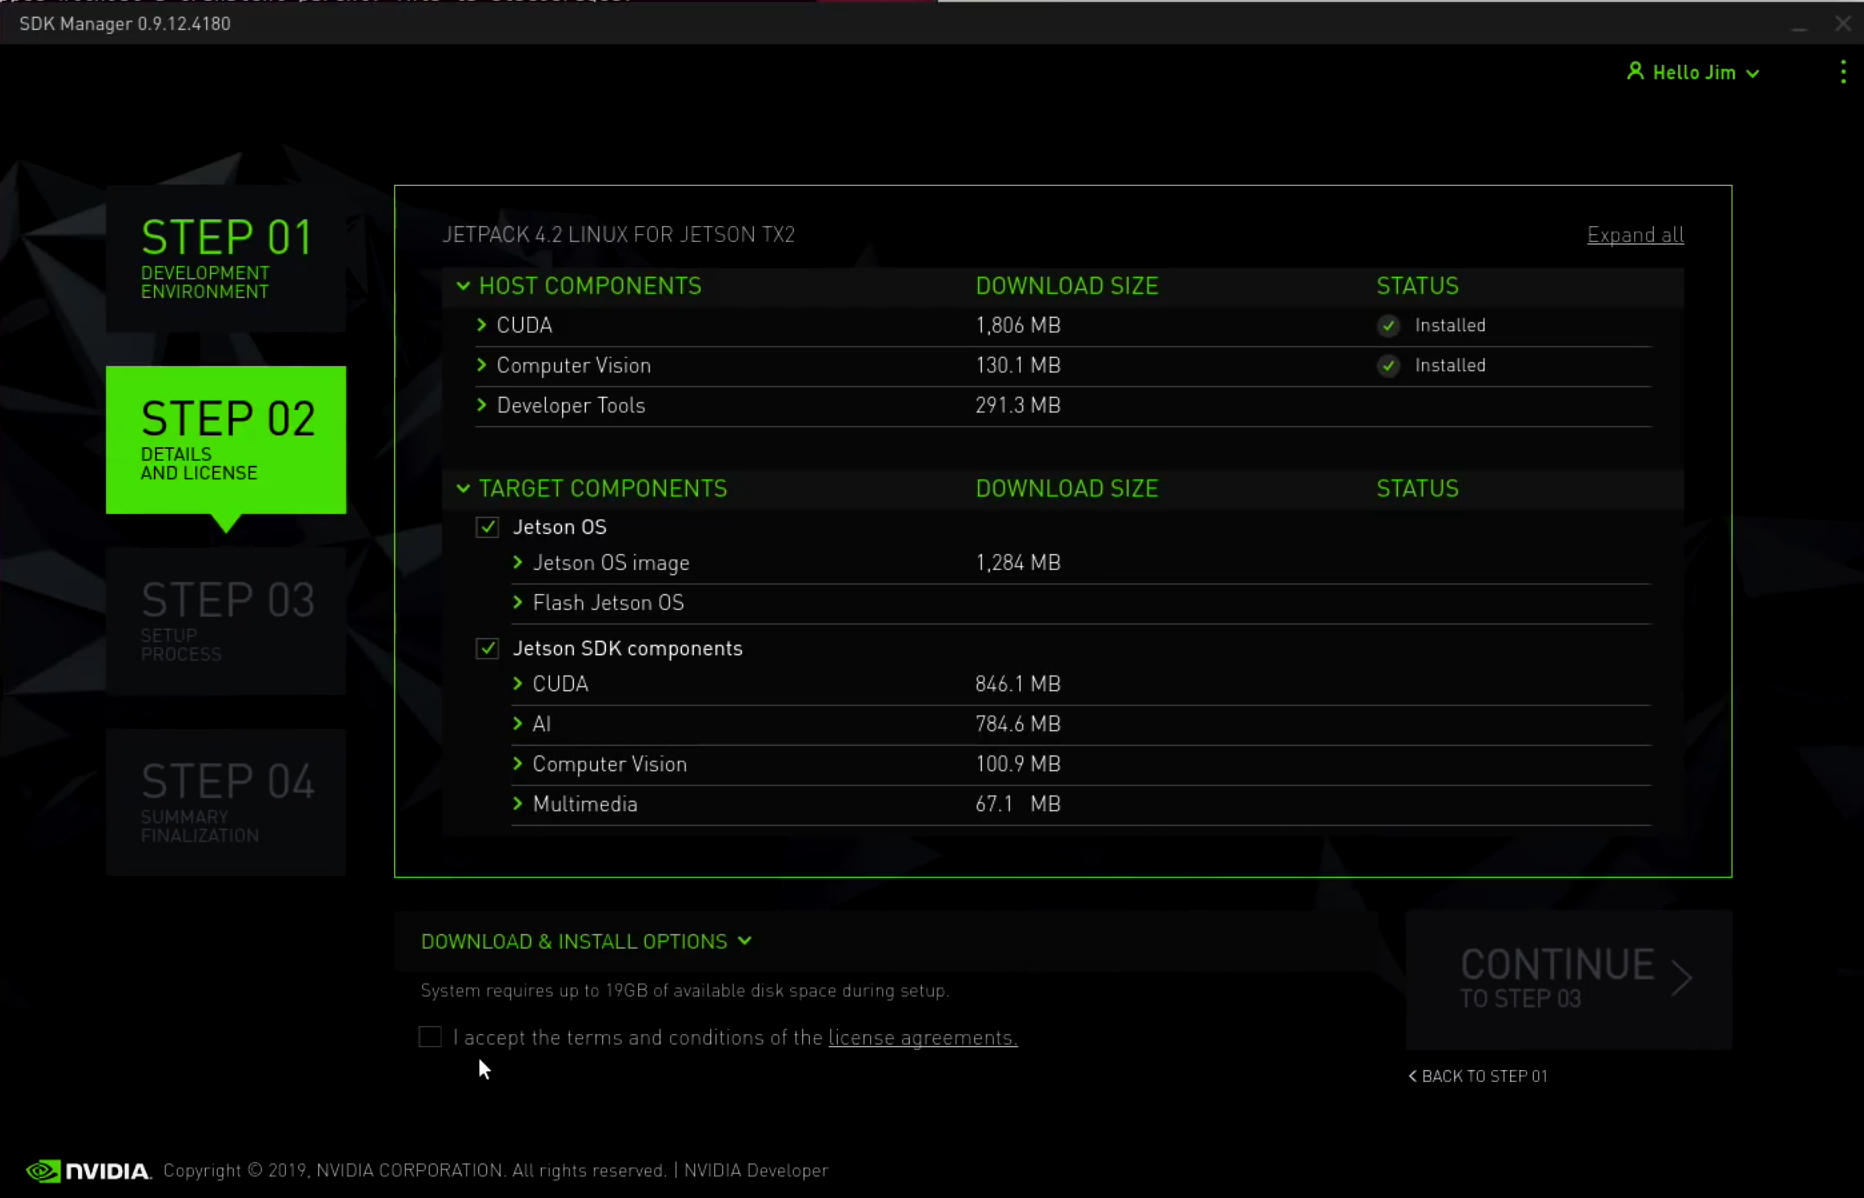 SDK Manager 0.9.12.4180
Hello Jim
STEP 01
DEVELOPMENT
ENVIRONMENT
STEP 02
DETAILS
AND LICENSE
STEP 03
SETUP
PROCESS
STEP 04
SUMMARY
FINALIZATION
JETPACK 4.2 LINUX FOR JETSON TX2 Expand all
HOST COMPONENTS DOWNLOAD SIZE STATUS
CUDA 1,806 MB Installed
Computer Vision 130.1 MB Installed
Developer Tools 291.3 MB
TARGET COMPONENTS DOWNLOAD SIZE STATUS
Jetson OS
Jetson OS image 1,284 MB
Flash Jetson OS
Jetson SDK components
CUDA 846.1 MB
AI 784.6 MB
Computer Vision 100.9 MB
Multimedia 67.1 MB
DOWNLOAD & INSTALL OPTIONS
System requires up to 19GB of available disk space during setup.
I accept the terms and conditions of the license agreements.
CONTINUE
TO STEP 03
BACK TO STEP 01
NVIDIA. Copyright © 2019, NVIDIA CORPORATION. All rights reserved. | NVIDIA Developer